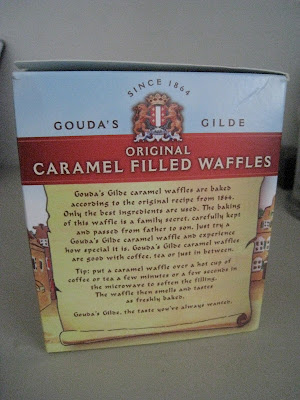 SINCE 1864
GOUDA'S GILDE
ORIGINAL
CARAMEL FILLED WAFFLES
Gouda's Gilde caramel waffles are baked
according to the original recipe from 1864.
Only the best ingredients are used. The baking
of this waffle is a family secret, carefully kept
and passed from father to son. Just try a
Gouda's Gilde caramel waffle and experience
how special it is. Gouda's Gilde caramel waffles
are good with coffee, tea or just in between.
Tip: put a caramel waffle over a hot cup of
coffee or tea a few minutes or a few seconds in
the microwave to soften the filling.
The waffle then smells and tastes
as freshly baked.
Gouda's Gilde, the taste you've always wanted.